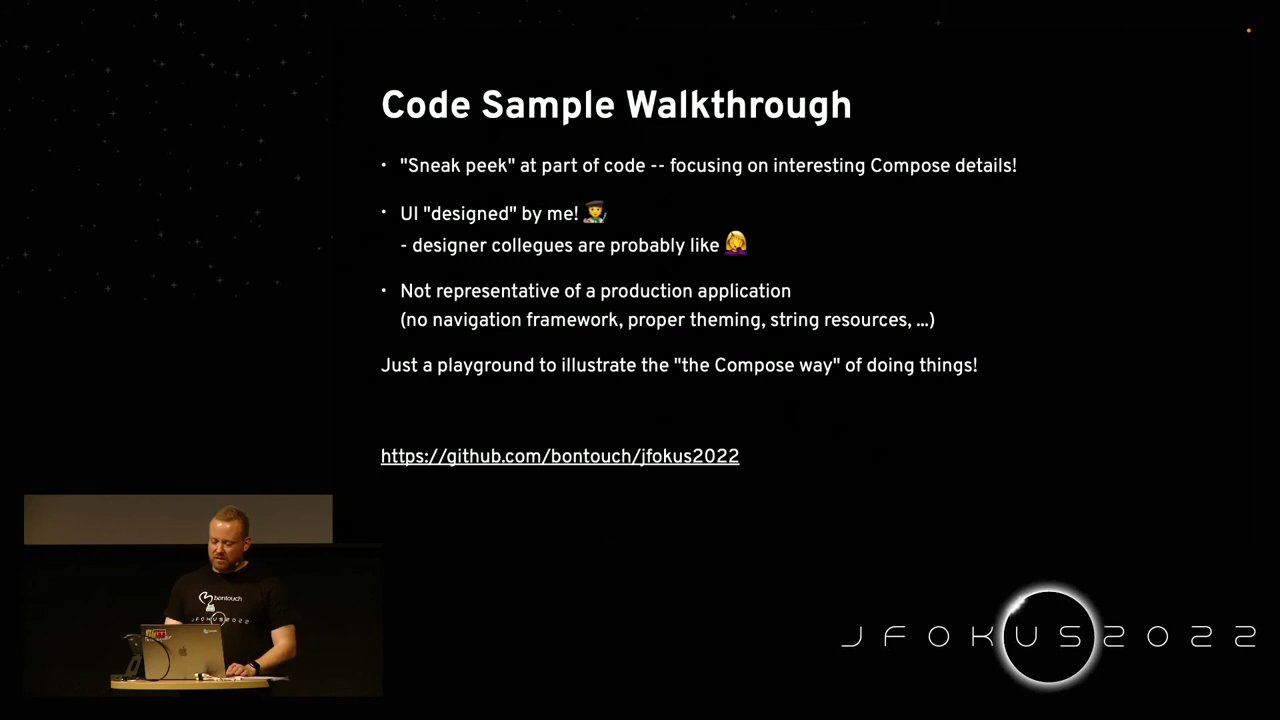 Code Sample Walkthrough
• "Sneak peek" at part of code -- focusing on interesting Compose details!
• UI "designed" by me! 👩‍🎨
- designer collegues are probably like 🤦‍♀️
• Not representative of a production application
(no navigation framework, proper theming, string resources, ...)
Just a playground to illustrate the "the Compose way" of doing things!
https://github.com/bontouch/jfokus2022
bontouch
JFOKUS2022
JFOKUS2022